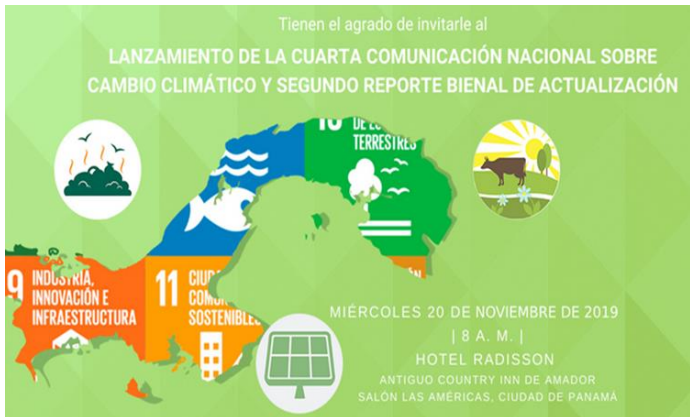 Tienen el agrado de invitarle al
LANZAMIENTO DE LA CUARTA COMUNICACIÓN NACIONAL SOBRE
CAMBIO CLIMÁTICO Y SEGUNDO REPORTE BIENAL DE ACTUALIZACIÓN
TERRESTRES
9 INDUSTRIA,
INNOVACIÓN E
INFRAESTRUCTURA
11
SOSTENIBLES
MIÉRCOLES 20 DE NOVIEMBRE DE 2019
| 8 A. M. |
HOTEL RADISSON
ANTIGUO COUNTRY INN DE AMADOR
SALÓN LAS AMÉRICAS, CIUDAD DE PANAMÁ